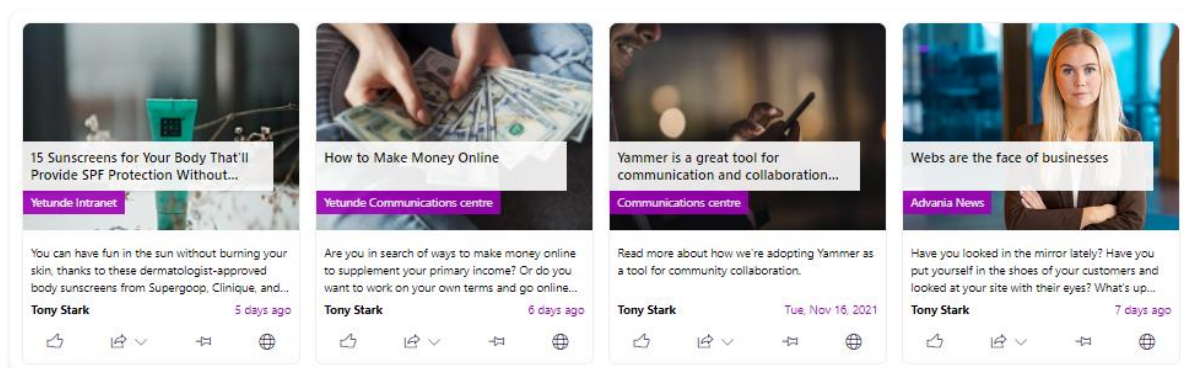 15 Sunscreens for Your Body That'll
Provide SPF Protection Without...
Yetunde Intranet
You can have fun in the sun without burning your
skin, thanks to these dermatologist-approved
body sunscreens from Supergoop, Clinique, and...
Tony Stark
5 days ago
How to Make Money Online
Yetunde Communications centre
Are you in search of ways to make money online
to supplement your primary income? Or do you
want to work on your own terms and go online...
Tony Stark
6 days ago
Yammer is a great tool for
communication and collaboration...
Communications centre
Read more about how we're adopting Yammer as
a tool for community collaboration.
Tony Stark
Tue, Nov 16, 2021
Webs are the face of businesses
Advania News
Have you looked in the mirror lately? Have you
put yourself in the shoes of your customers and
looked at your site with their eyes? What's up...
Tony Stark
7 days ago